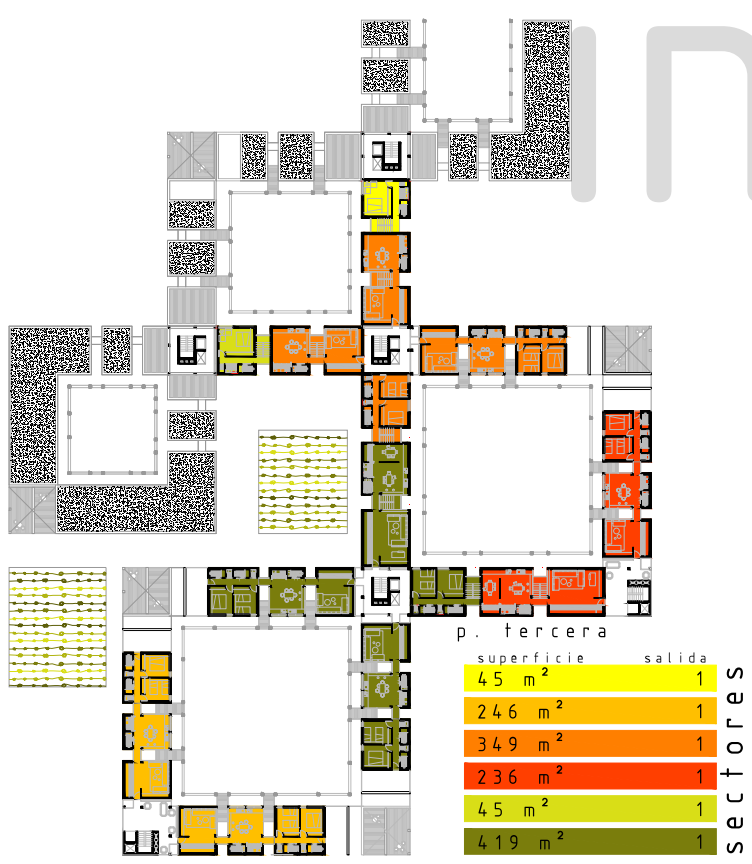 in
p. tercera
superficie salida
45 m² 1
246 m² 1
349 m² 1
236 m² 1
45 m² 1
419 m² 1
sectores